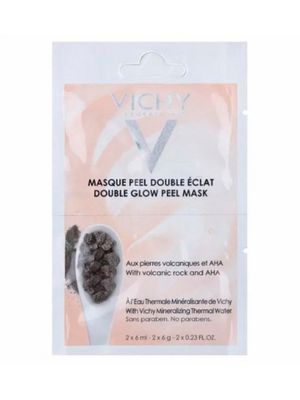 VICHY
LABORATOIRES
MASQUE PEEL DOUBLE ÉCLAT
DOUBLE GLOW PEEL MASK
Aux pierres volcaniques et AHA
With volcanic rock and AHA
À l'Eau Thermale Minéralisante de Vichy
With Vichy Mineralizing Thermal Water
Sans paraben. No parabens.
2 x 6 ml - 2 x 6 g - 2 x 0.23 FL.OZ.